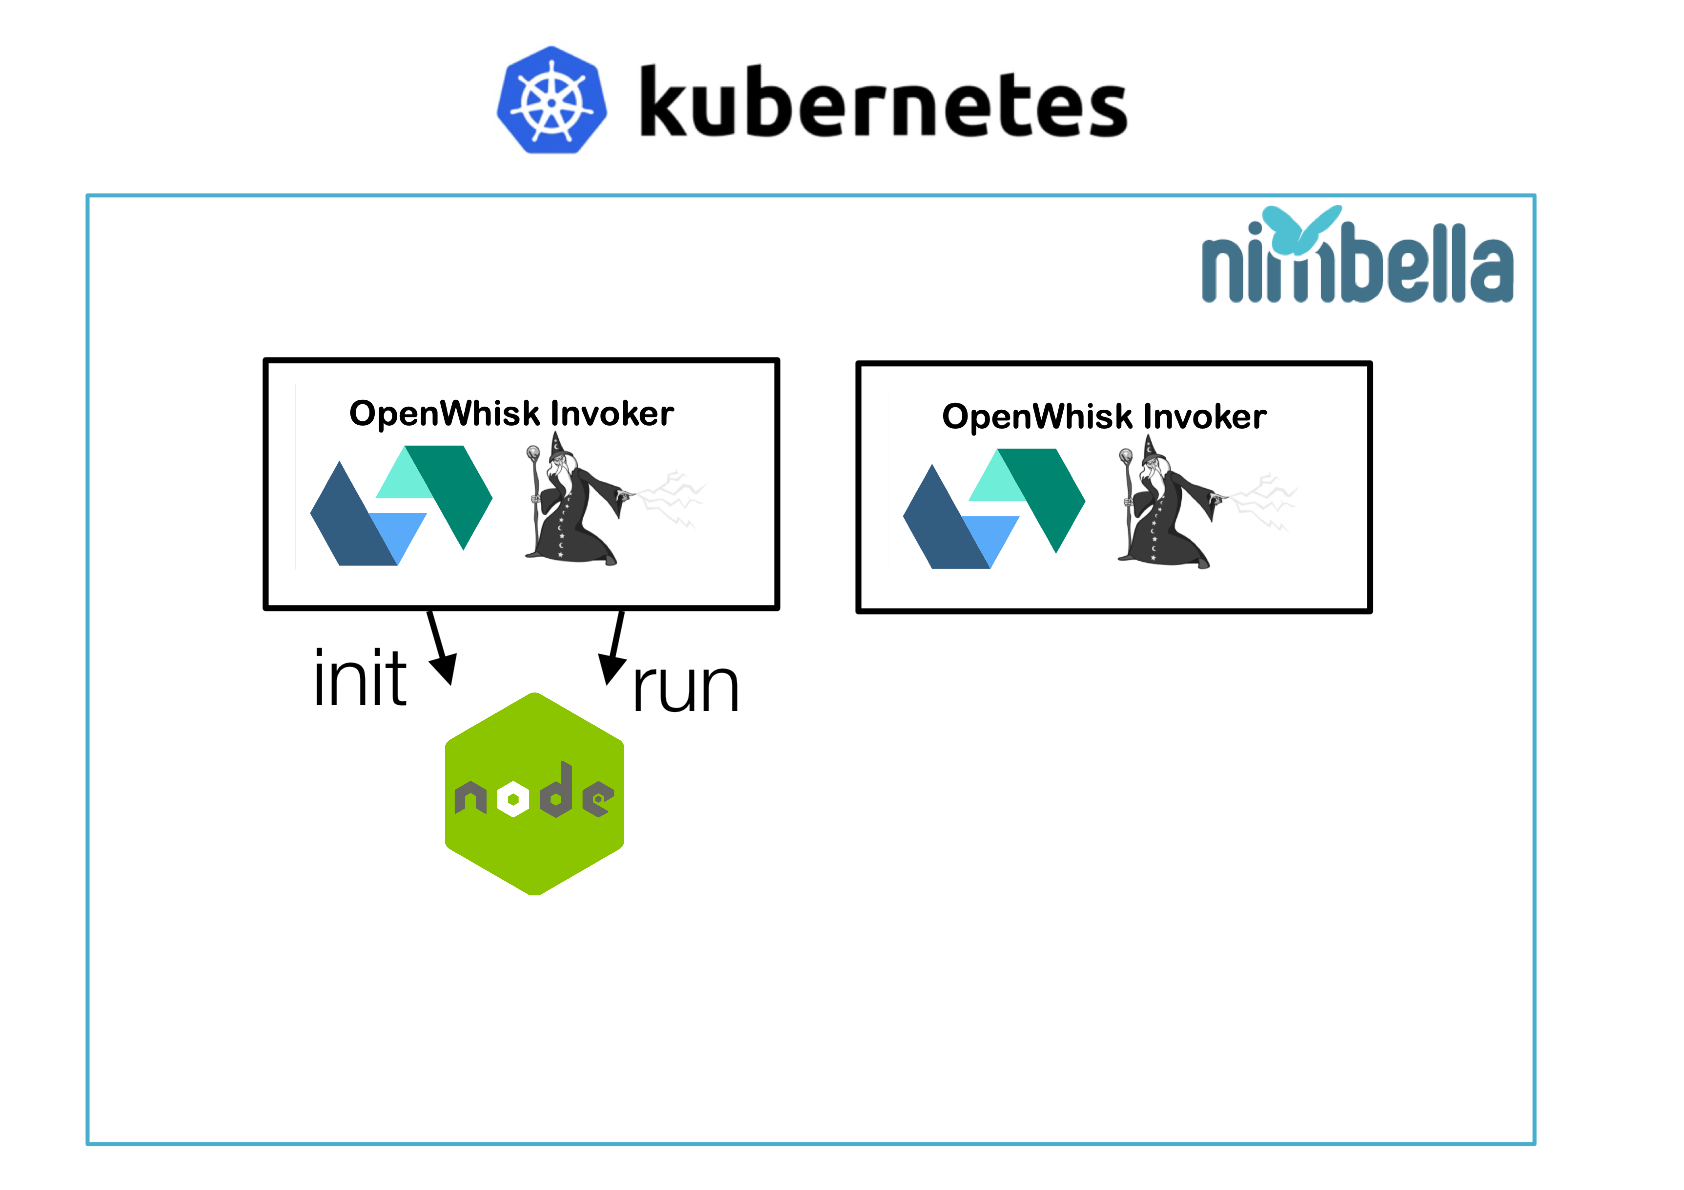 kubernetes
nimbella
OpenWhisk Invoker
OpenWhisk Invoker
init
run
node